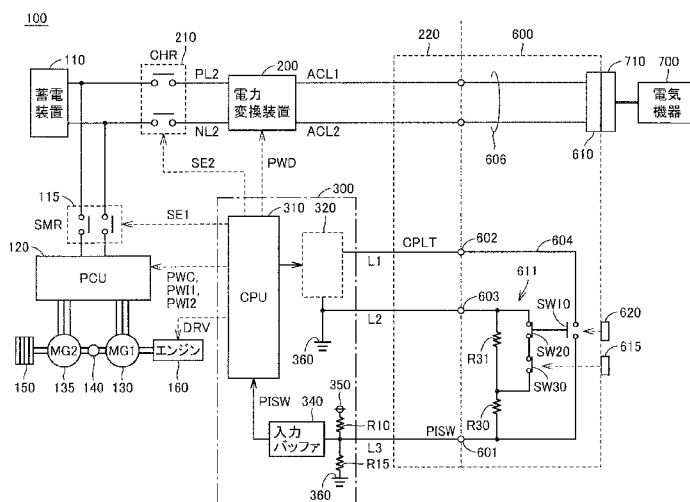 100
CHR 210
110
蓄電
装置
PL2
NL2
200
電力
変換装置
ACL1
ACL2
220
600
606
710
610
700
電気
機器
SE2
PWD
300
115
SMR
SE1
310
CPU
320
120
PCU
PWC,
PWI1,
PWI2
DRV
L1
CPLT
602
604
L2
603
611
SW10
620
615
360
R31
SW20
SW30
R30
MG2
MG1
エンジン
150
135
140
130
160
PISW
340
入力
バッファ
350
R10
L3
R15
360
PISW
601